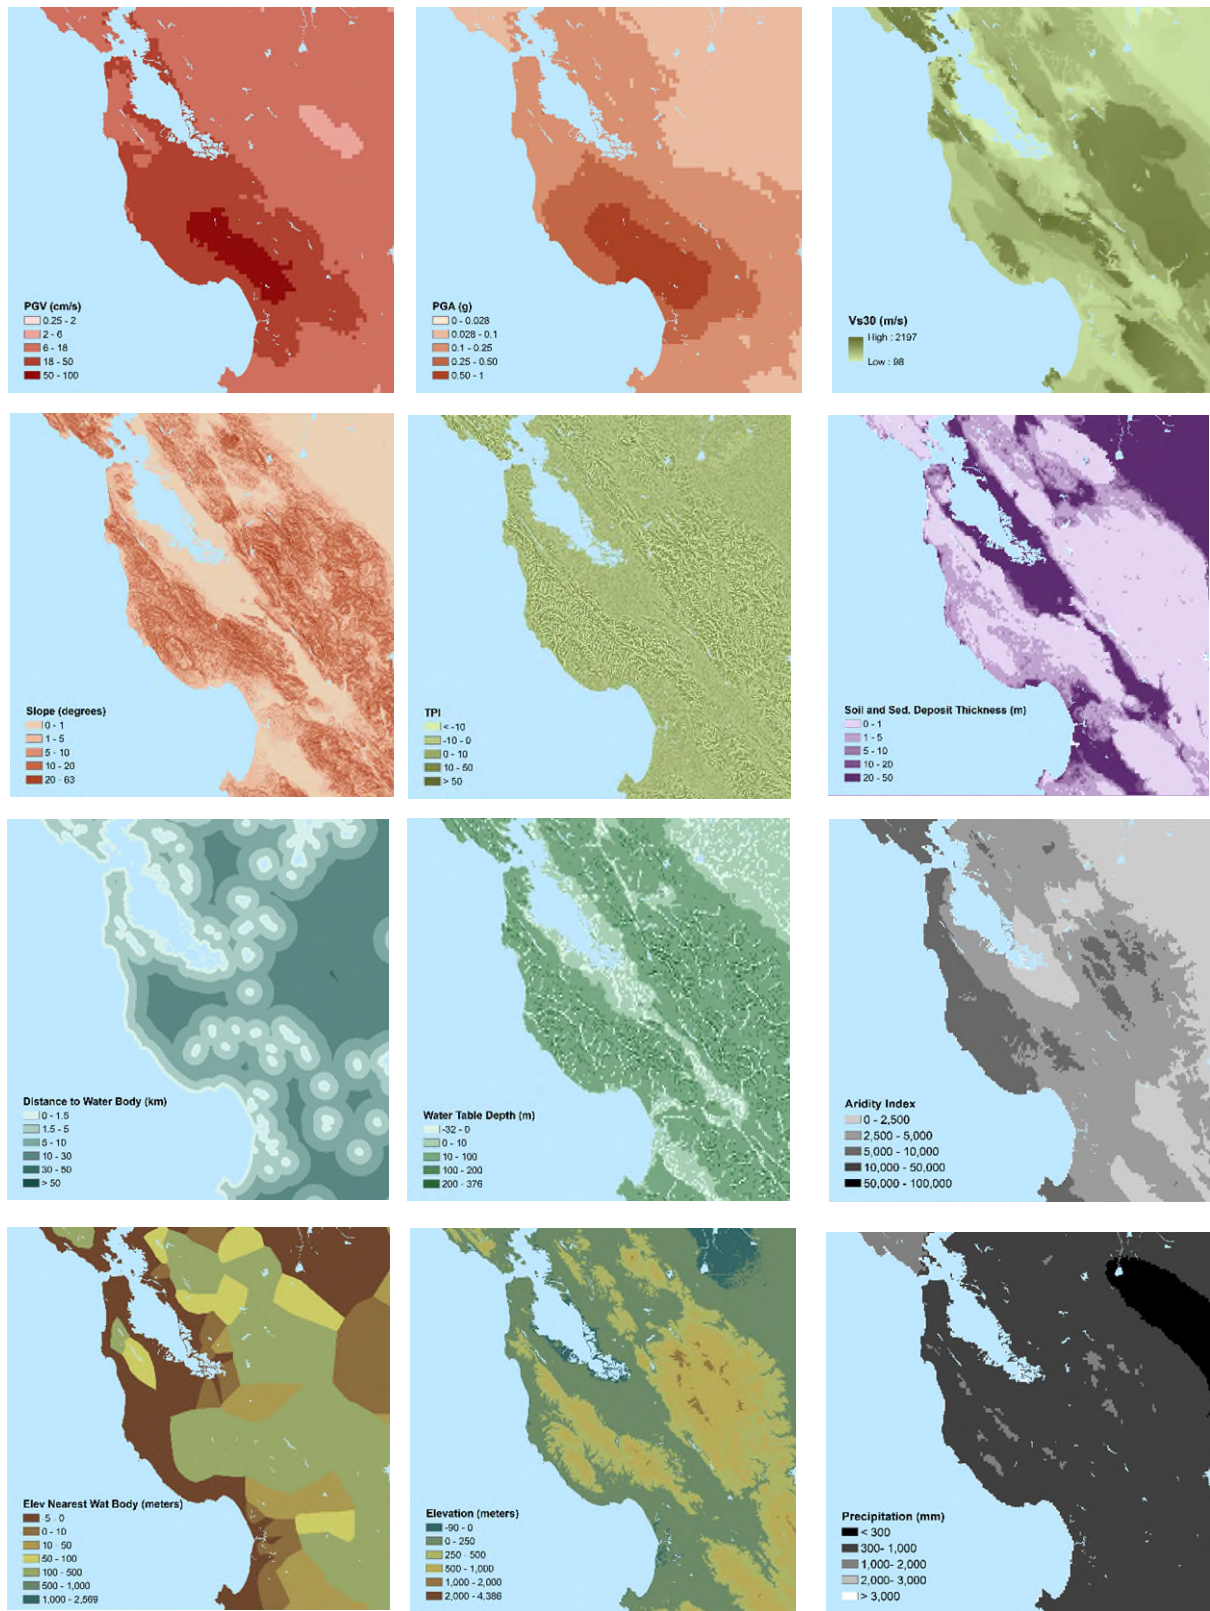 PGV (cm/s)
0.25 - 2
2 - 6
6 - 18
18 - 50
50 - 100
PGA (g)
0 - 0.028
0.028 - 0.1
0.1 - 0.25
0.25 - 0.50
0.50 - 1
Vs30 (m/s)
High : 2197
Low : 98
Slope (degrees)
0 - 1
1 - 5
5 - 10
10 - 20
20 - 63
TPI
< -10
-10 - 0
0 - 10
10 - 50
> 50
Soil and Sed. Deposit Thickness (m)
0 - 1
1 - 5
5 - 10
10 - 20
20 - 50
Distance to Water Body (km)
0 - 1.5
1.5 - 5
5 - 10
10 - 30
30 - 50
> 50
Water Table Depth (m)
-32 - 0
0 - 10
10 - 100
100 - 200
200 - 376
Aridity Index
0 - 2,500
2,500 - 5,000
5,000 - 10,000
10,000 - 50,000
50,000 - 100,000
Elev Nearest Wat Body (meters)
-5 - 0
0 - 10
10 - 50
50 - 100
100 - 500
500 - 1,000
1,000 - 2,569
Elevation (meters)
-90 - 0
0 - 250
250 - 500
500 - 1,000
1,000 - 2,000
2,000 - 4,386
Precipitation (mm)
< 300
300- 1,000
1,000- 2,000
2,000- 3,000
> 3,000